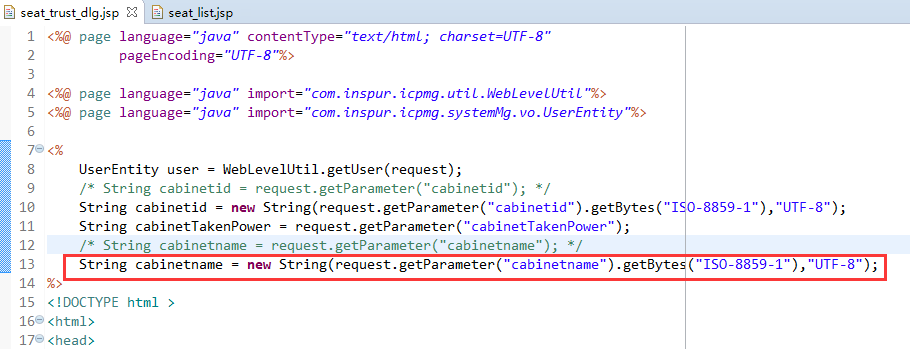 seat_trust_dlg.jsp seat_list.jsp
1 <%@ page language="java" contentType="text/html; charset=UTF-8"
2 pageEncoding="UTF-8"%>
3
4 <%@ page language="java" import="com.inspur.icpmg.util.WebLevelUtil"%>
5 <%@ page language="java" import="com.inspur.icpmg.systemMg.vo.UserEntity"%>
6
7 <%
8 UserEntity user = WebLevelUtil.getUser(request);
9 /* String cabinetid = request.getParameter("cabinetid"); */
10 String cabinetid = new String(request.getParameter("cabinetid").getBytes("ISO-8859-1"),"UTF-8");
11 String cabinetTakenPower = request.getParameter("cabinetTakenPower");
12 /* String cabinetname = request.getParameter("cabinetname"); */
13 String cabinetname = new String(request.getParameter("cabinetname").getBytes("ISO-8859-1"),"UTF-8");
14 %>
15 <!DOCTYPE html >
16 <html>
17 <head>